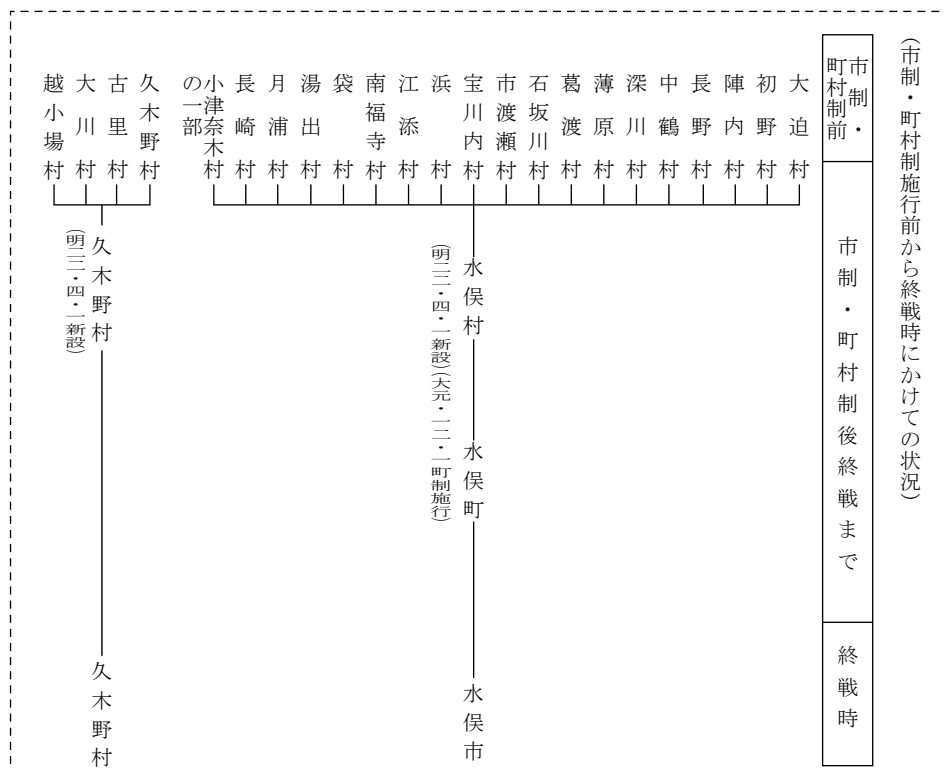 (市制・町村制施行前から終戦時にかけての状況)
市制・
町村制前
市制・町村制後終戦まで
終戦時
大迫村
初野村
陣内村
長野村
中鶴村
深川村
薄原村
葛渡村
石坂川村
市渡瀬村
宝川内村
浜村
江添村
南福寺村
袋村
湯出村
月浦村
長崎村
小津奈木村
の一部
水俣村
(明二二・四・一新設)
水俣町
(大元・一二・一町制施行)
水俣市
久木野村
古里村
大川村
越小場村
久木野村
(明二二・四・一新設)
久木野村